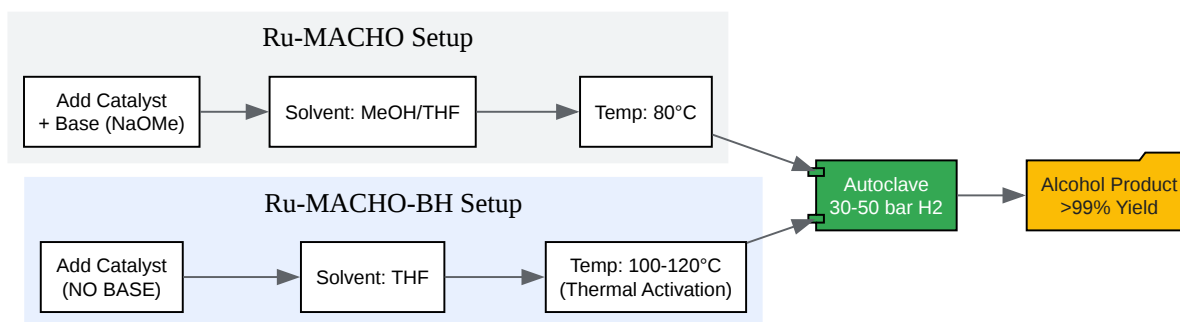 Ru-MACHO Setup
Add Catalyst
+ Base (NaOMe)
Solvent: MeOH/THF
Temp: 80°C
Ru-MACHO-BH Setup
Add Catalyst
(NO BASE)
Solvent: THF
Temp: 100-120°C
(Thermal Activation)
Autoclave
30-50 bar H2
Alcohol Product
>99% Yield